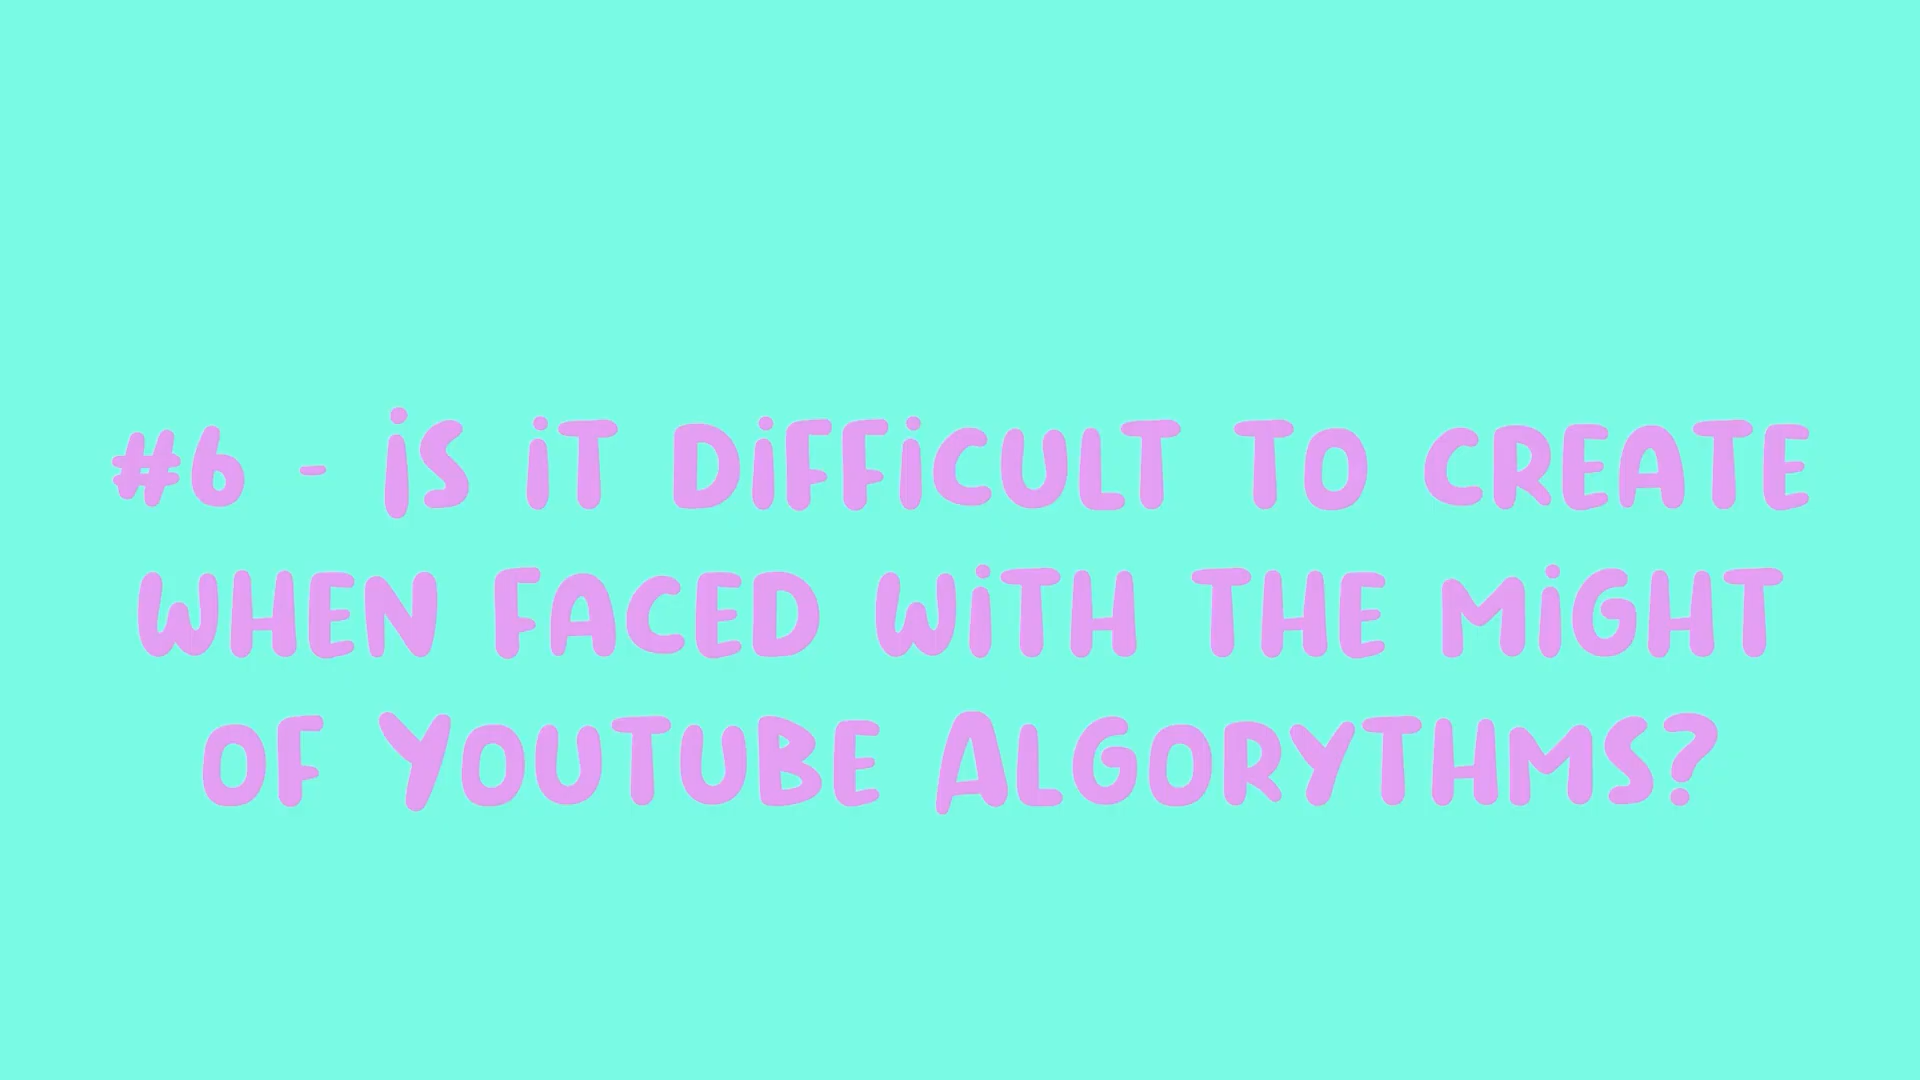 #6 - Is it difficult to create
when faced with the might
of Youtube Algorythms?